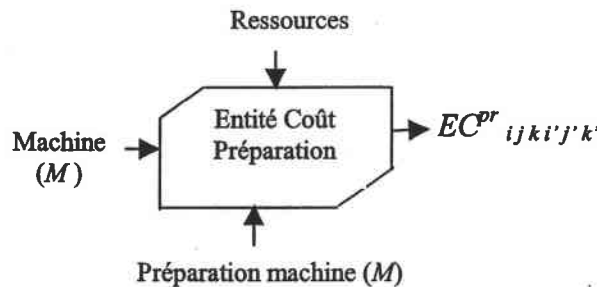 Ressources
Entité Coût
Préparation
Machine
(M)
EC^{pr} _{ijki'j'k'}
Préparation machine (M)